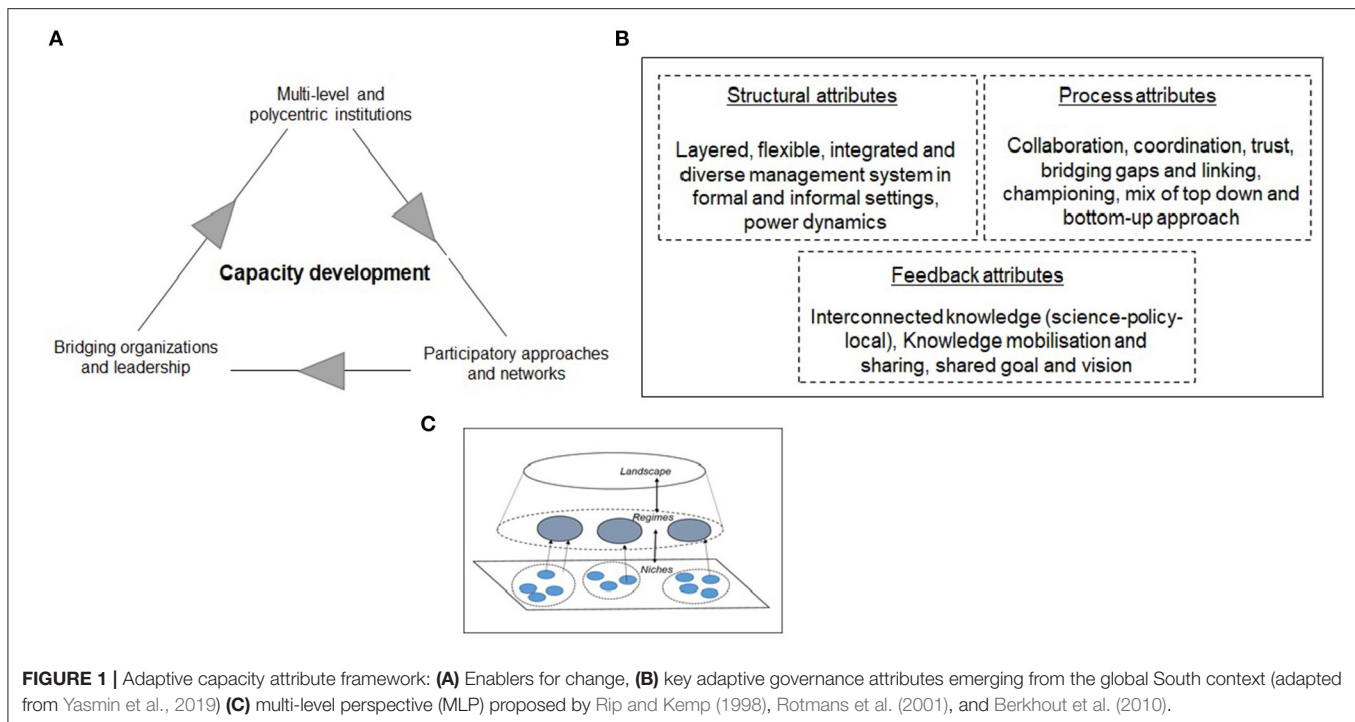 A
Multi-level and
polycentric institutions
Capacity development
Bridging organizations
and leadership
Participatory approaches
and networks
B
Structural attributes
Layered, flexible, integrated and
diverse management system in
formal and informal settings,
power dynamics
Process attributes
Collaboration, coordination, trust,
bridging gaps and linking,
championing, mix of top down and
bottom-up approach
Feedback attributes
Interconnected knowledge (science-policy-
local), Knowledge mobilisation and
sharing, shared goal and vision
C
Landscape
Regimes
Niches
FIGURE 1 | Adaptive capacity attribute framework: (A) Enablers for change, (B) key adaptive governance attributes emerging from the global South context (adapted
from Yasmin et al., 2019) (C) multi-level perspective (MLP) proposed by Rip and Kemp (1998), Rotmans et al. (2001), and Berkhout et al. (2010).